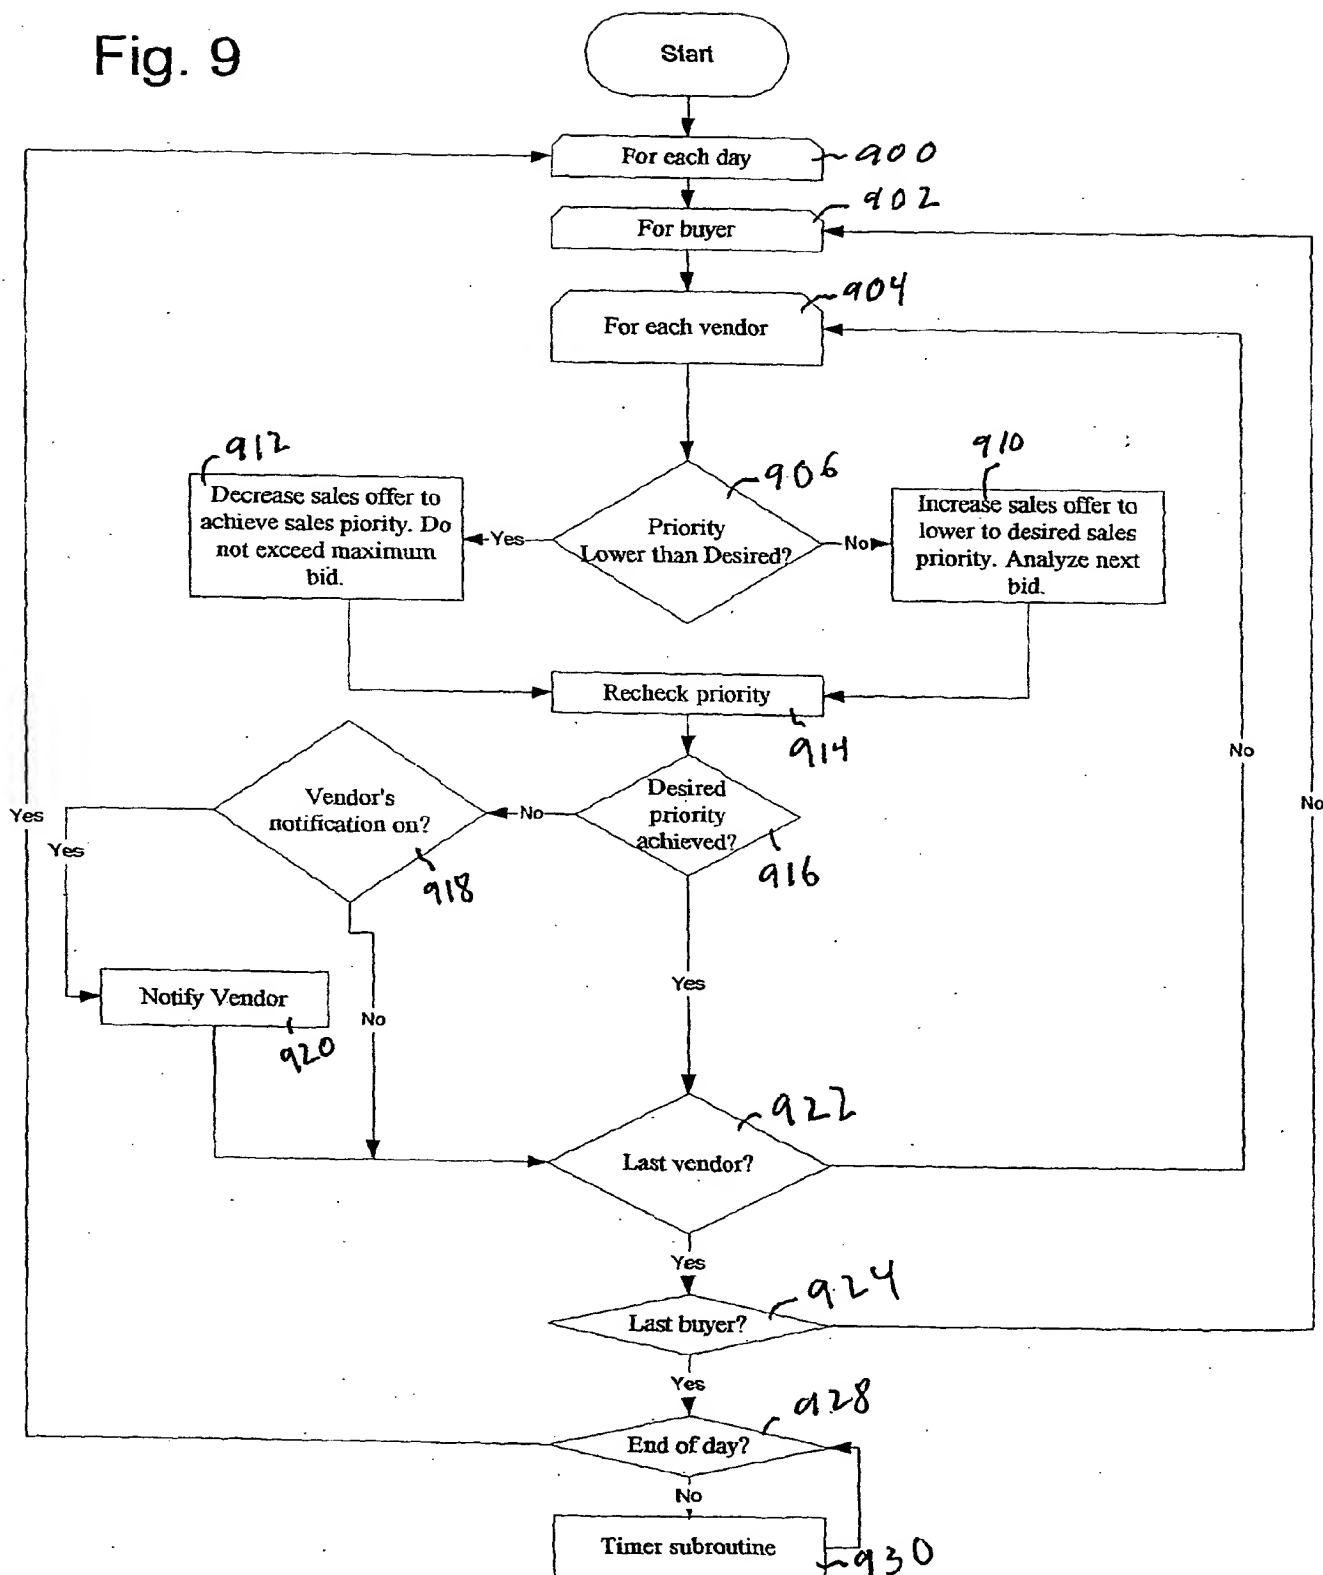 Fig. 9
Start
For each day
900
902
For buyer
904
For each vendor
912
910
906
Decrease sales offer to
achieve sales piority. Do
not exceed maximum
bid.
Yes
Priority
Lower than Desired?
No
Increase sales offer to
lower to desired sales
priority. Analyze next
bid.
Recheck priority
914
No
No
Yes
Yes
Vendor's
notification on?
918
No
Desired
priority
achieved?
916
Notify Vendor
920
No
Yes
922
Last vendor?
Yes
924
Last buyer?
Yes
928
End of day?
No
Timer subroutine
930